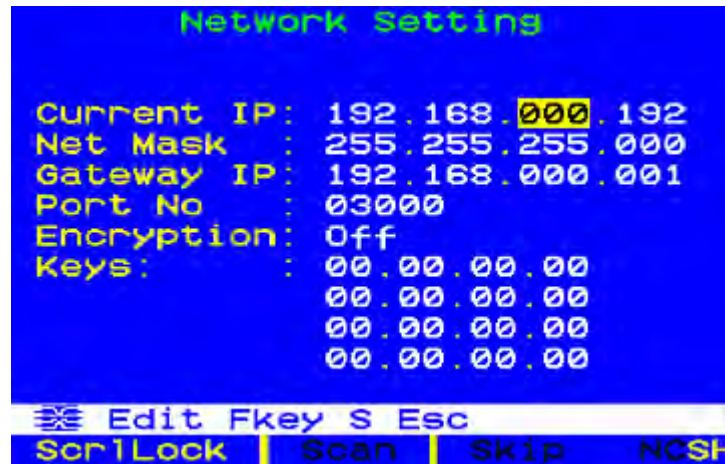 Network Setting
Current IP: 192.168.000.192
Net Mask : 255.255.255.000
Gateway IP: 192.168.000.001
Port No : 03000
Encryption: Off
Keys: : 00.00.00.00
00.00.00.00
00.00.00.00
00.00.00.00
Edit Fkey S Esc
ScrlLock Scan Skip NCSH